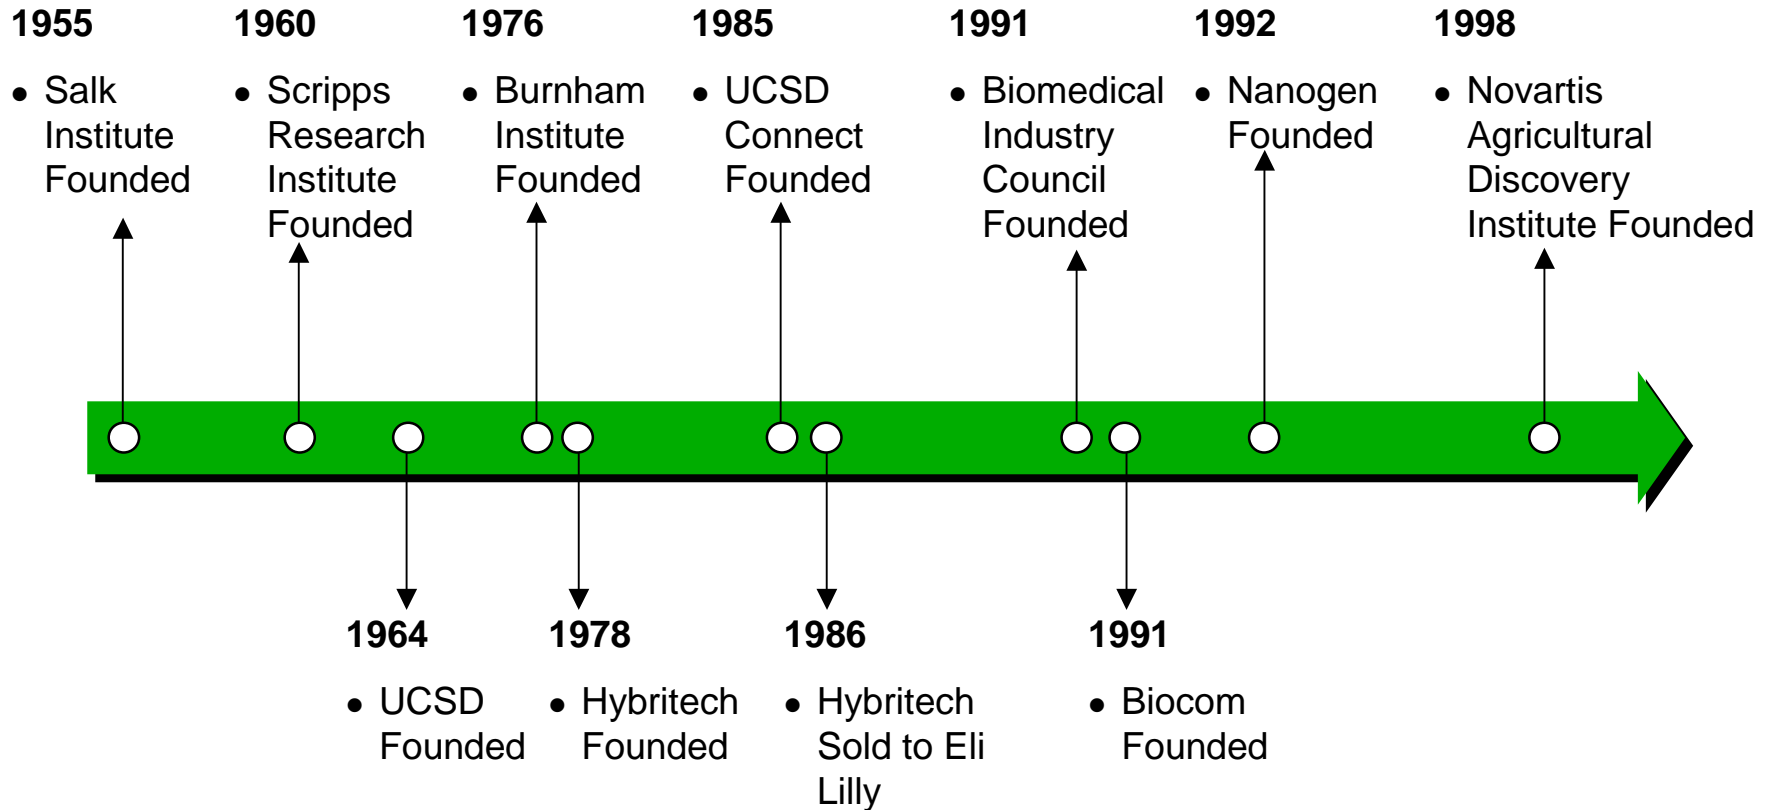 1955
● Salk
Institute
Founded
1960
● Scripps
Research
Institute
Founded
1976
● Burnham
Institute
Founded
1985
● UCSD
Connect
Founded
1991
● Biomedical
Industry
Council
Founded
1992
● Nanogen
Founded
1998
● Novartis
Agricultural
Discovery
Institute Founded
1964
● UCSD
Founded
1978
● Hybritech
Founded
1986
● Hybritech
Sold to Eli
Lilly
1991
● Biocom
Founded